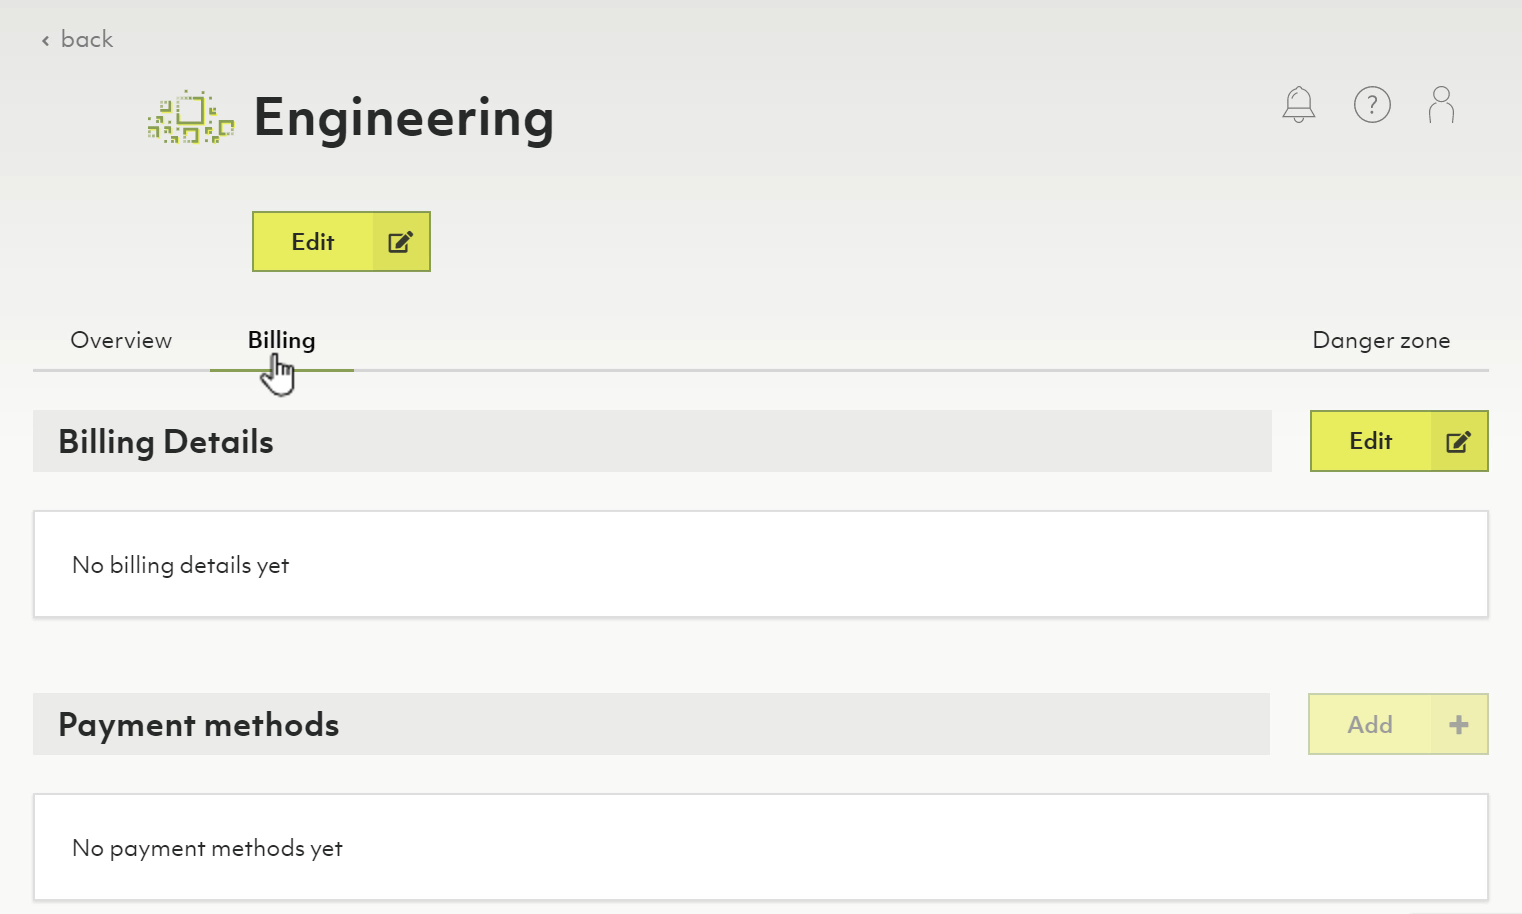 ‹ back
Engineering
?
Edit
Overview Billing Danger zone
Billing Details Edit
No billing details yet
Payment methods Add +
No payment methods yet